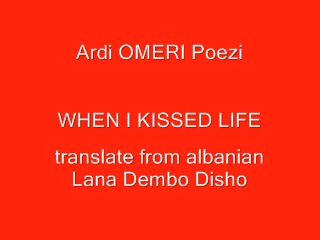 Ardi OMERI Poezi
WHEN I KISSED LIFE
translate from albanian
Lana Dembo Disho